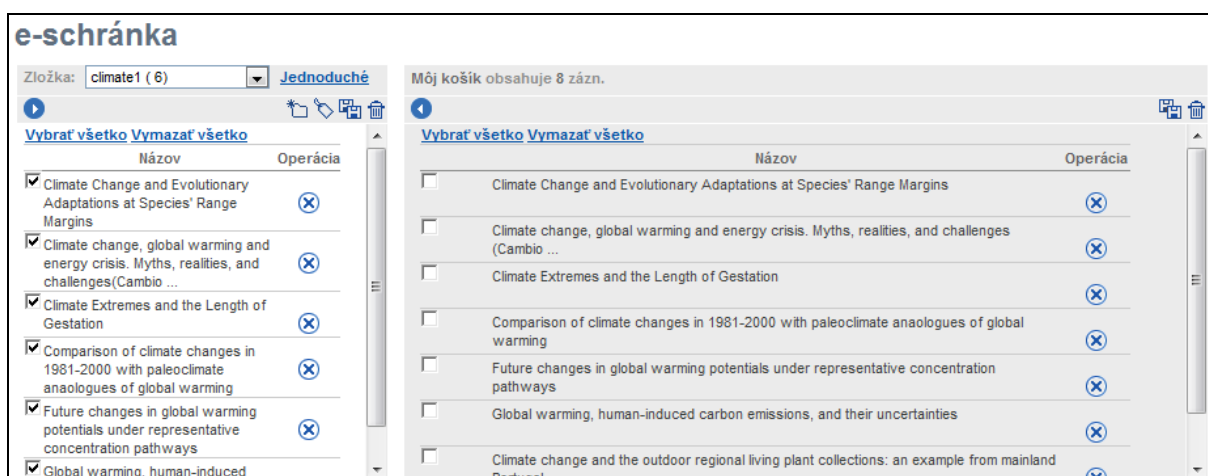 e-schránka
Zložka: climate1 ( 6) Jednoduché
Vybrať všetko Vymazať všetko
Názov Operácia
Climate Change and Evolutionary
Adaptations at Species' Range
Margins
Climate change, global warming and
energy crisis. Myths, realities, and
challenges(Cambio ...
Climate Extremes and the Length of
Gestation
Comparison of climate changes in
1981-2000 with paleoclimate
anaologues of global warming
Future changes in global warming
potentials under representative
concentration pathways
Global warming, human-induced
Môj košík obsahuje 8 zázn.
Vybrať všetko Vymazať všetko
Názov Operácia
Climate Change and Evolutionary Adaptations at Species' Range Margins
Climate change, global warming and energy crisis. Myths, realities, and challenges
(Cambio ...
Climate Extremes and the Length of Gestation
Comparison of climate changes in 1981-2000 with paleoclimate anaologues of global
warming
Future changes in global warming potentials under representative concentration
pathways
Global warming, human-induced carbon emissions, and their uncertainties
Climate change and the outdoor regional living plant collections: an example from mainland
Portugal